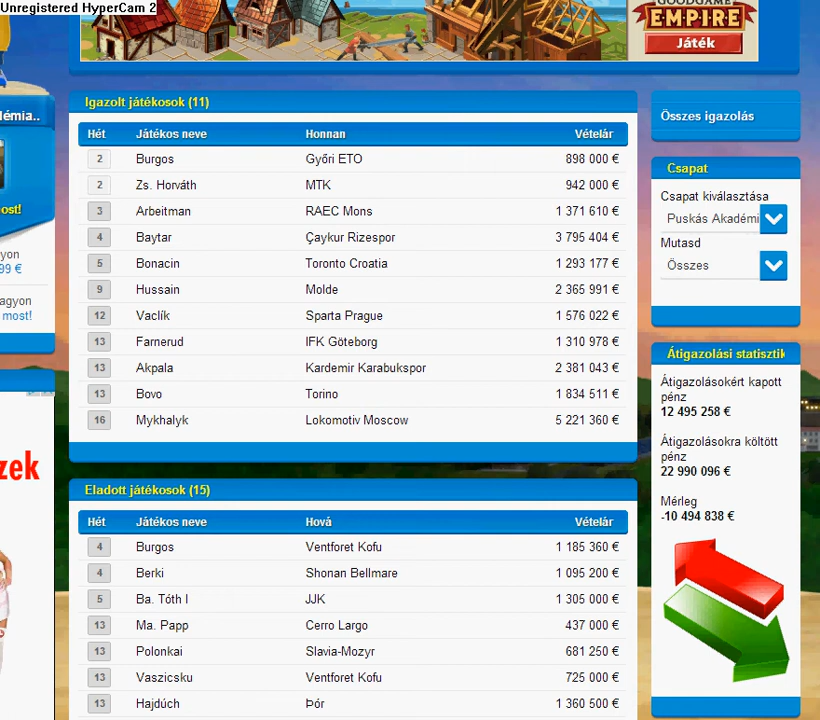 Unregistered HyperCam 2
GOODGAME
EMPIRE
Játék
Igazolt játékosok (11)
Hét Játékos neve Honnan Vételár
2 Burgos Győri ETO 898 000 €
2 Zs. Horváth MTK 942 000 €
3 Arbeitman RAEC Mons 1 371 610 €
4 Baytar Çaykur Rizespor 3 795 404 €
5 Bonacin Toronto Croatia 1 293 177 €
9 Hussain Molde 2 365 991 €
12 Vaclík Sparta Prague 1 576 022 €
13 Farnerud IFK Göteborg 1 310 978 €
13 Akpala Kardemir Karabukspor 2 381 043 €
13 Bovo Torino 1 834 511 €
16 Mykhalyk Lokomotiv Moscow 5 221 360 €
Eladott játékosok (15)
Hét Játékos neve Hová Vételár
4 Burgos Ventforet Kofu 1 185 360 €
4 Berki Shonan Bellmare 1 095 200 €
5 Ba. Tóth I JJK 1 305 000 €
13 Ma. Papp Cerro Largo 437 000 €
13 Polonkai Slavia-Mozyr 681 250 €
13 Vaszicsku Ventforet Kofu 725 000 €
13 Hajdúch Þór 1 360 500 €
Összes igazolás
Csapat
Csapat kiválasztása
Puskás Akadémi
Mutasd
Összes
Átigazolási statisztik
Átigazolásokért kapott
pénz
12 495 258 €
Átigazolásokra költött
pénz
22 990 096 €
Mérleg
-10 494 838 €
démia..
ost!
yon
99 €
agyon
most!
zek